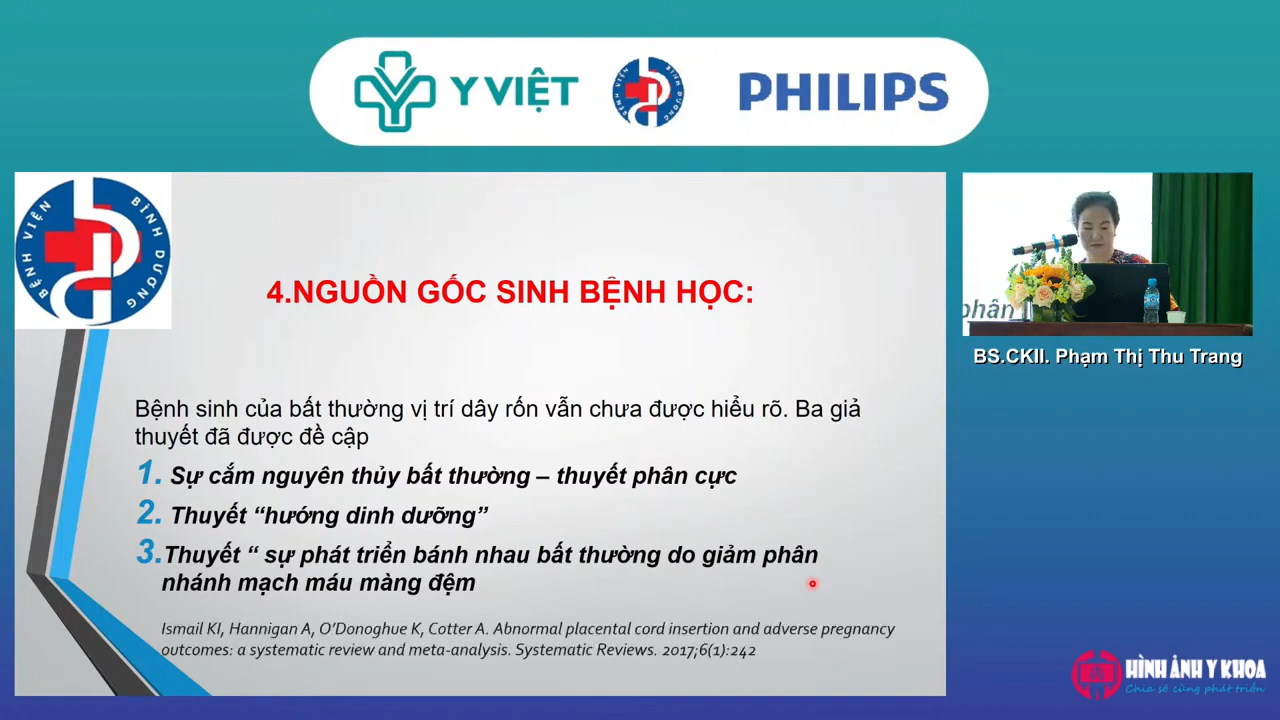 Y VIỆT
BỆNH VIỆN BÌNH DƯƠNG
PHILIPS
BỆNH VIỆN BÌNH DƯƠNG
4.NGUỒN GỐC SINH BỆNH HỌC:
Bệnh sinh của bất thường vị trí dây rốn vẫn chưa được hiểu rõ. Ba giả
thuyết đã được đề cập
1. Sự cắm nguyên thủy bất thường – thuyết phân cực
2. Thuyết “hướng dinh dưỡng”
3.Thuyết “ sự phát triển bánh nhau bất thường do giảm phân
nhánh mạch máu màng đệm
Ismail KI, Hannigan A, O’Donoghue K, Cotter A. Abnormal placental cord insertion and adverse pregnancy
outcomes: a systematic review and meta-analysis. Systematic Reviews. 2017;6(1):242
phân
BS.CKII. Phạm Thị Thu Trang
HÌNH ẢNH Y KHOA
Chia sẻ cùng phát triển